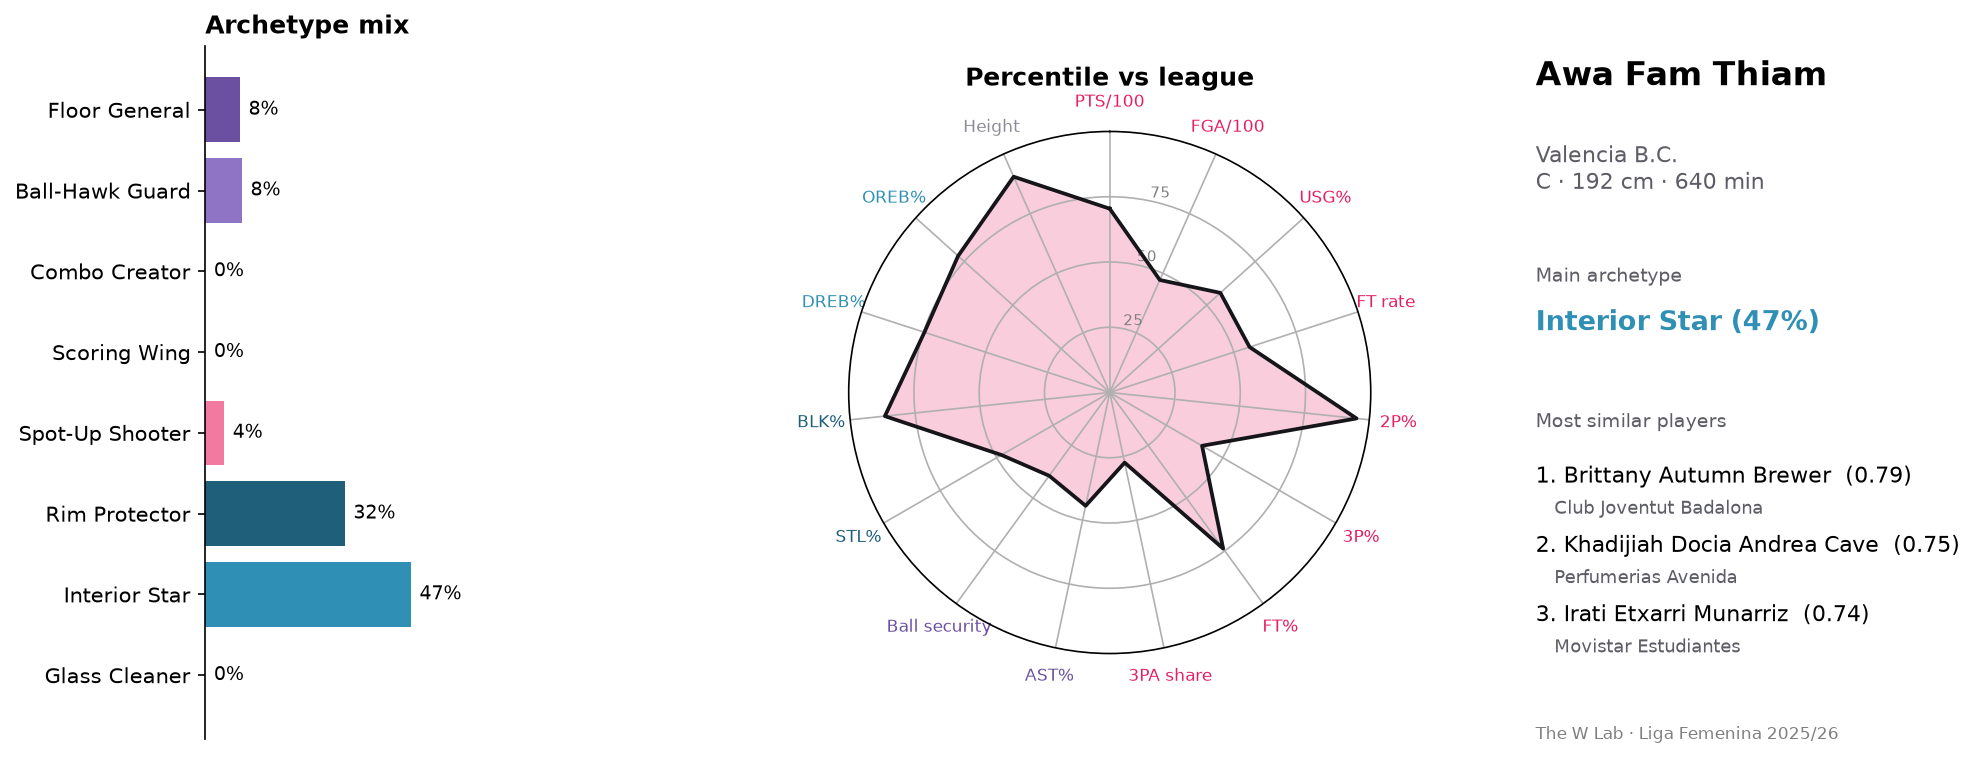 Archetype mix
Floor General
8%
Ball-Hawk Guard
8%
Combo Creator
0%
Scoring Wing
0%
Spot-Up Shooter
4%
Rim Protector
32%
Interior Star
47%
Glass Cleaner
0%
Percentile vs league
PTS/100
FGA/100
USG%
FT rate
2P%
3P%
FT%
3PA share
AST%
Ball security
STL%
BLK%
DREB%
OREB%
Height
75
50
25
Awa Fam Thiam
Valencia B.C.
C · 192 cm · 640 min
Main archetype
Interior Star (47%)
Most similar players
1. Brittany Autumn Brewer (0.79)
Club Joventut Badalona
2. Khadijiah Docia Andrea Cave (0.75)
Perfumerias Avenida
3. Irati Etxarri Munarriz (0.74)
Movistar Estudiantes
The W Lab · Liga Femenina 2025/26